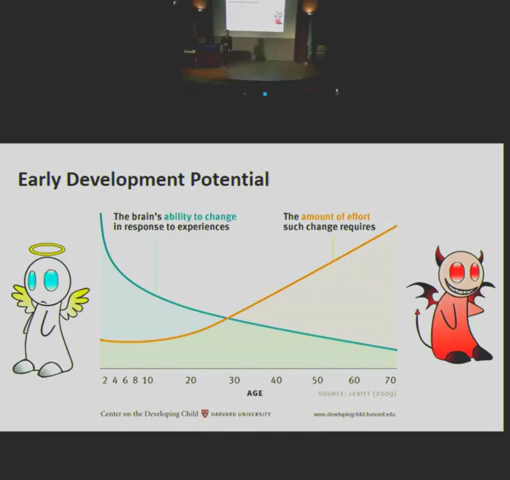 Early Development Potential
The brain's ability to change
in response to experiences
The amount of effort
such change requires
2 4 6 8 10 20 30 40 50 60 70
AGE
SOURCE: LEVITT (2009)
Center on the Developing Child HARVARD UNIVERSITY
www.developingchild.harvard.edu